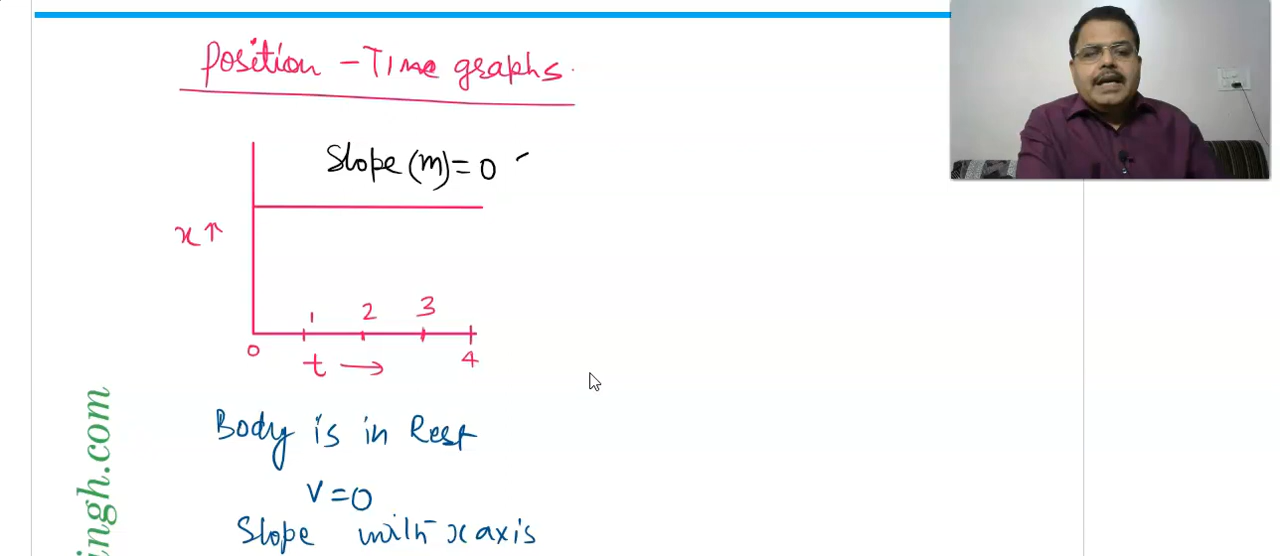 Position - Time graphs.
Slope (m) = 0
x ↑
1 2 3
0 4
t →
Body is in Rest
V = 0
Slope with x axis
ingh.com